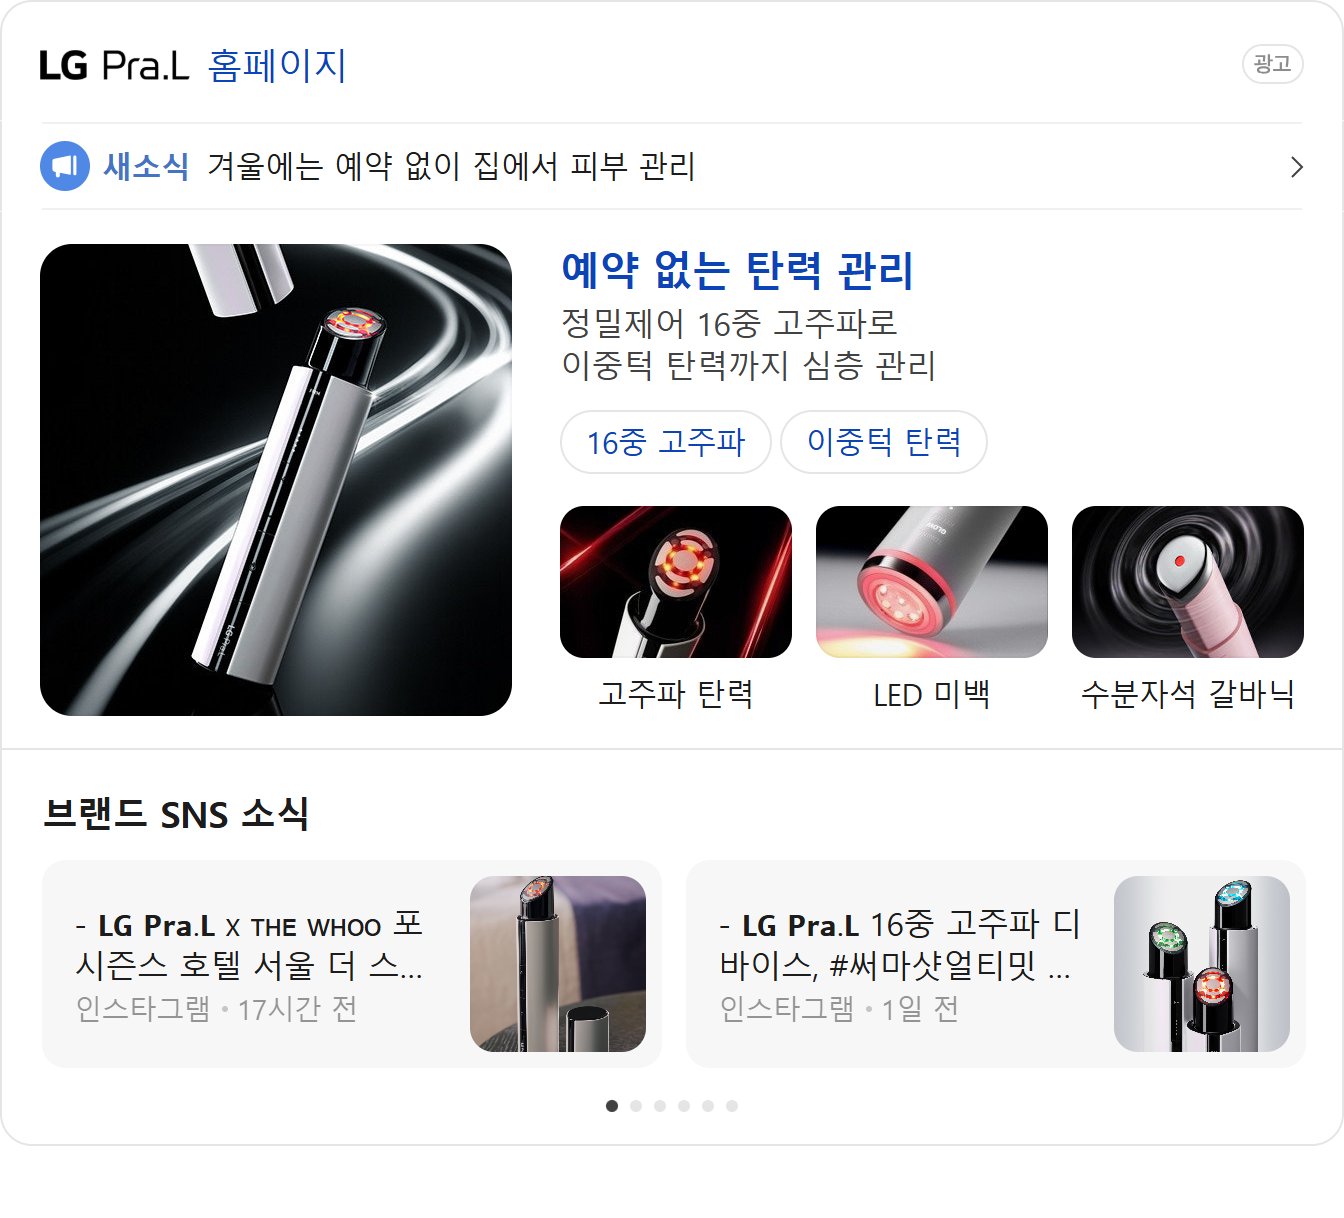 LG Pra.L 홈페이지
광고
새소식 겨울에는 예약 없이 집에서 피부 관리
예약 없는 탄력 관리
정밀제어 16중 고주파로
이중턱 탄력까지 심층 관리
16중 고주파 이중턱 탄력
LG Pra.L
GLOW
고주파 탄력 LED 미백 수분자석 갈바닉
브랜드 SNS 소식
- LG Pra.L x ᴛʜᴇ ᴡʜᴏᴏ 포
시즌스 호텔 서울 더 스...
인스타그램 • 17시간 전
- LG Pra.L 16중 고주파 디
바이스, #써마샷얼티밋 ...
인스타그램 • 1일 전